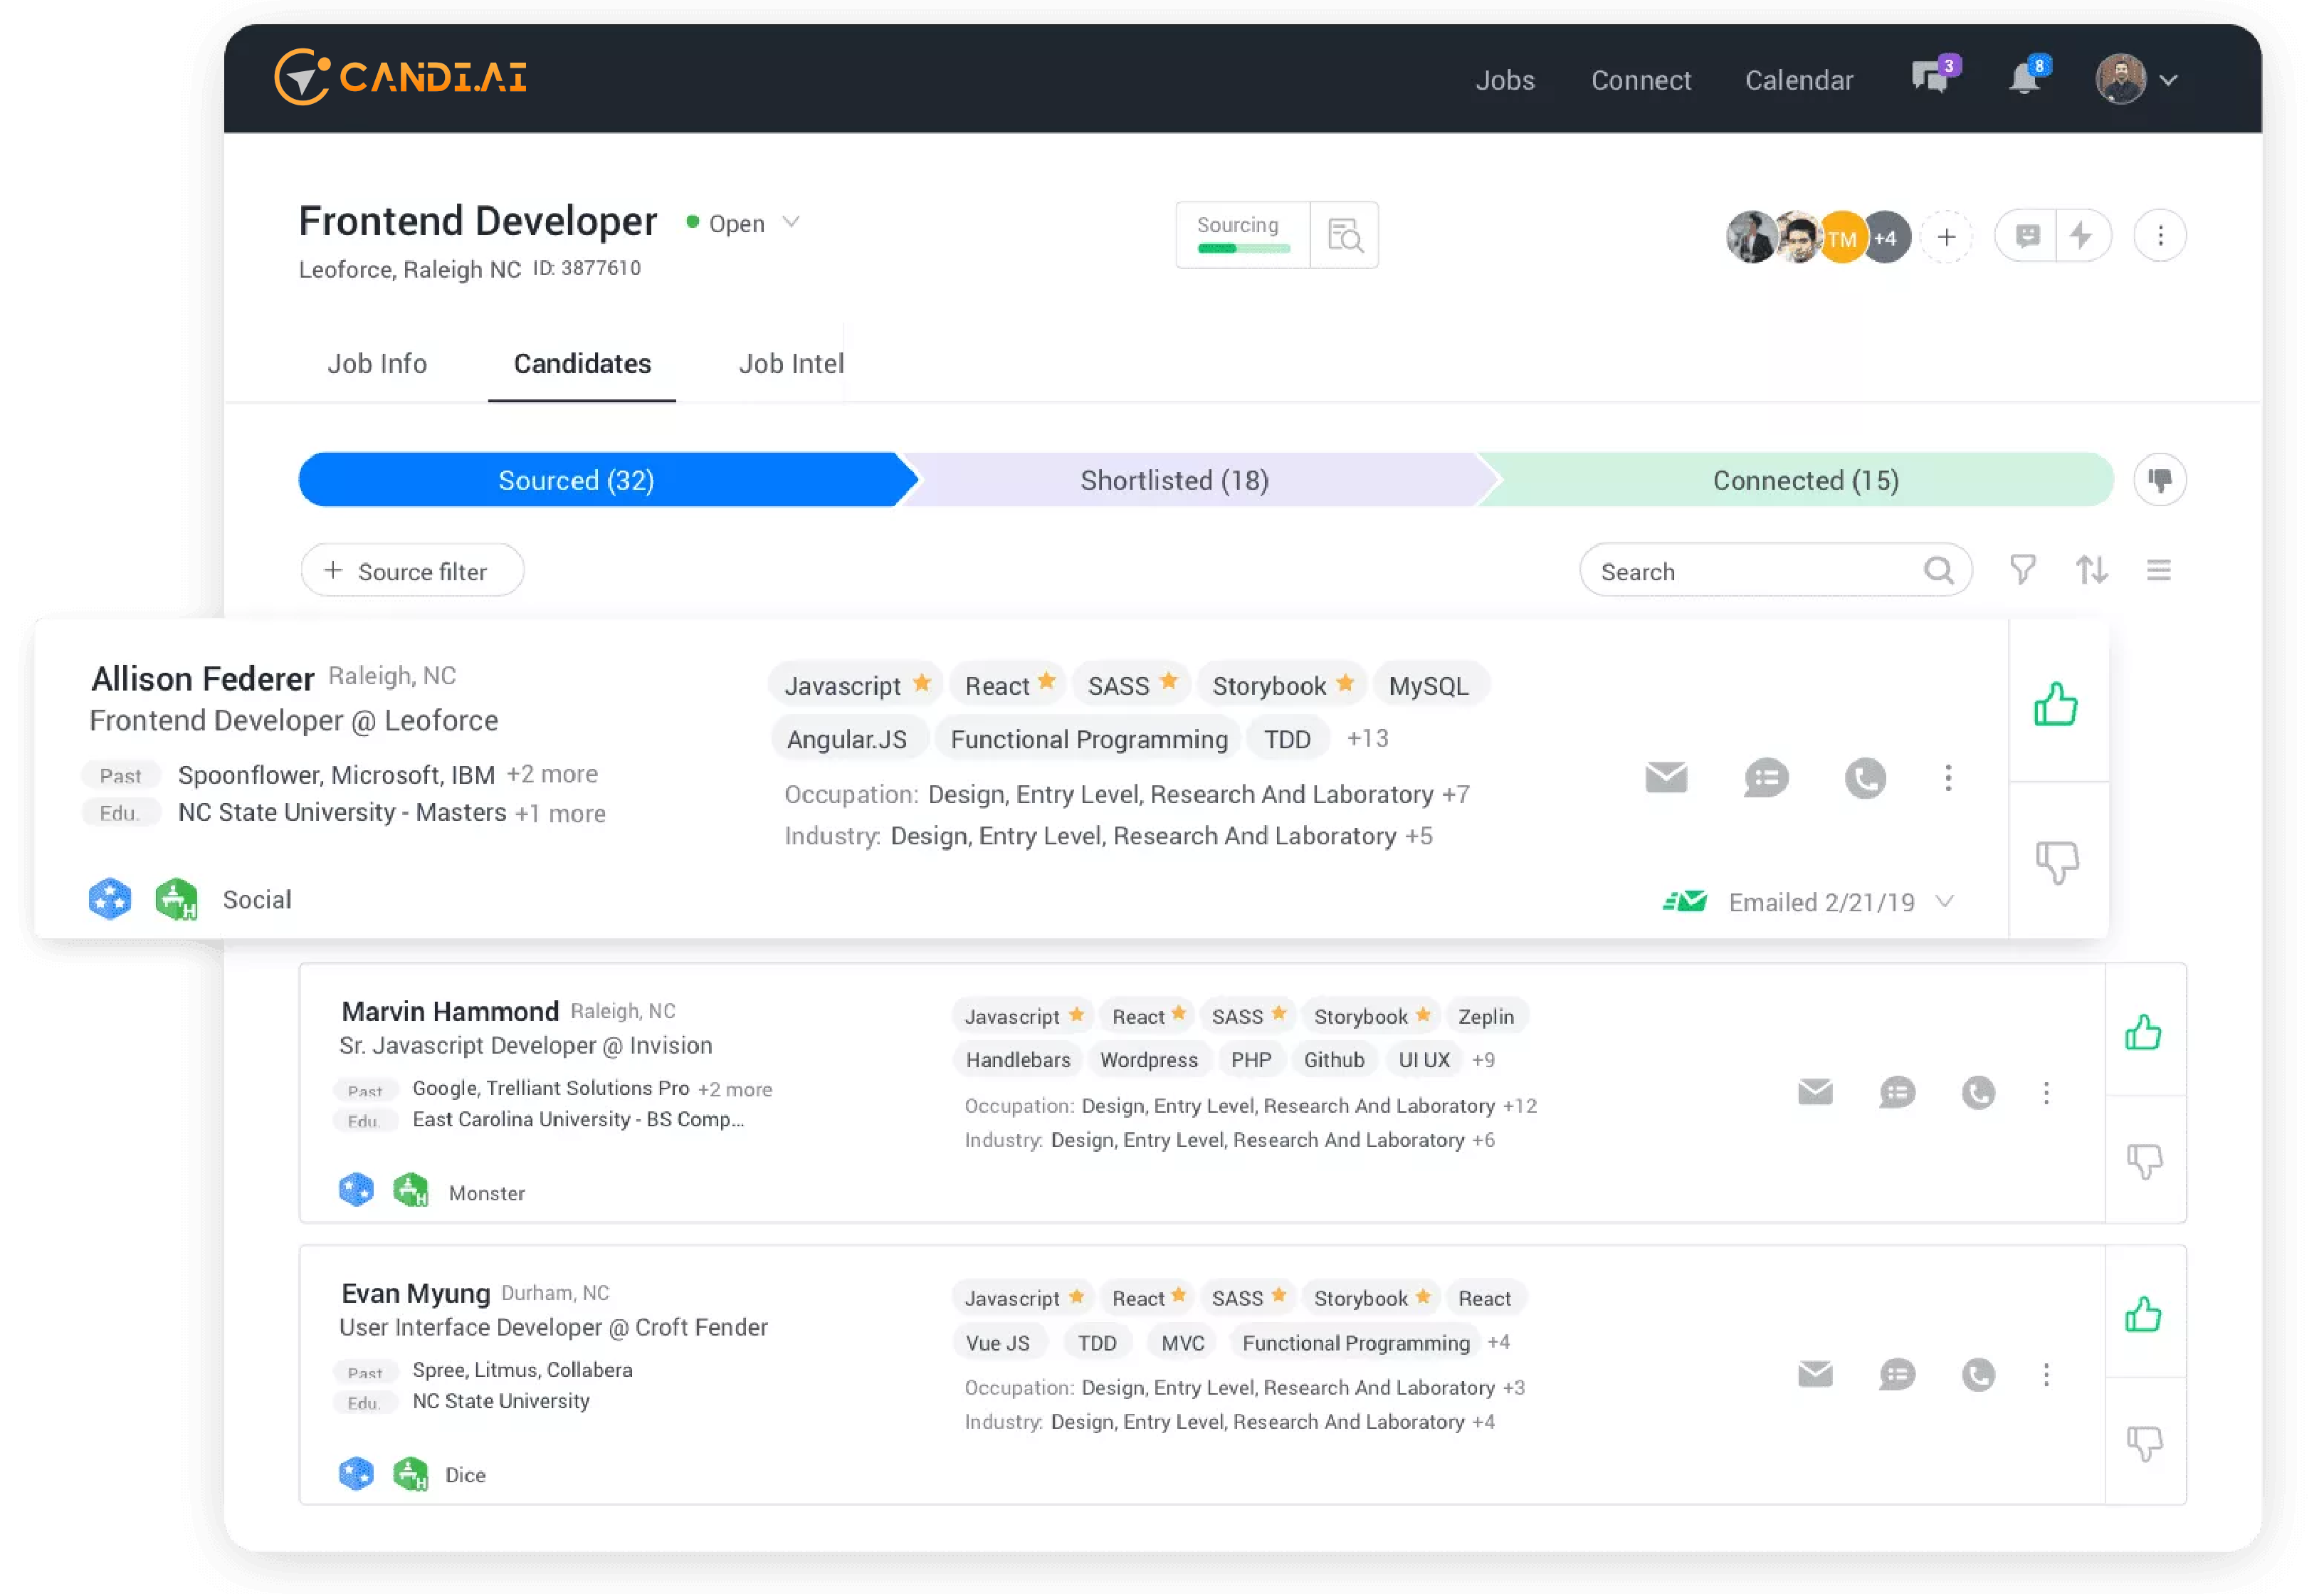 CANDI.AI
Jobs Connect Calendar 3 8
Frontend Developer Open
Leoforce, Raleigh NC ID: 3877610
Sourcing
TM +4 +
Job Info Candidates Job Intel
Sourced (32) Shortlisted (18) Connected (15)
+ Source filter
Search
Allison Federer Raleigh, NC
Frontend Developer @ Leoforce
Past Spoonflower, Microsoft, IBM +2 more
Edu. NC State University - Masters +1 more
Social
Javascript React SASS Storybook MySQL
Angular.JS Functional Programming TDD +13
Occupation: Design, Entry Level, Research And Laboratory +7
Industry: Design, Entry Level, Research And Laboratory +5
Emailed 2/21/19
Marvin Hammond Raleigh, NC
Sr. Javascript Developer @ Invision
Past Google, Trelliant Solutions Pro +2 more
Edu. East Carolina University - BS Comp...
H Monster
Javascript React SASS Storybook Zeplin
Handlebars Wordpress PHP Github UI UX +9
Occupation: Design, Entry Level, Research And Laboratory +12
Industry: Design, Entry Level, Research And Laboratory +6
Evan Myung Durham, NC
User Interface Developer @ Croft Fender
Past Spree, Litmus, Collabera
Edu. NC State University
H Dice
Javascript React SASS Storybook React
Vue JS TDD MVC Functional Programming +4
Occupation: Design, Entry Level, Research And Laboratory +3
Industry: Design, Entry Level, Research And Laboratory +4